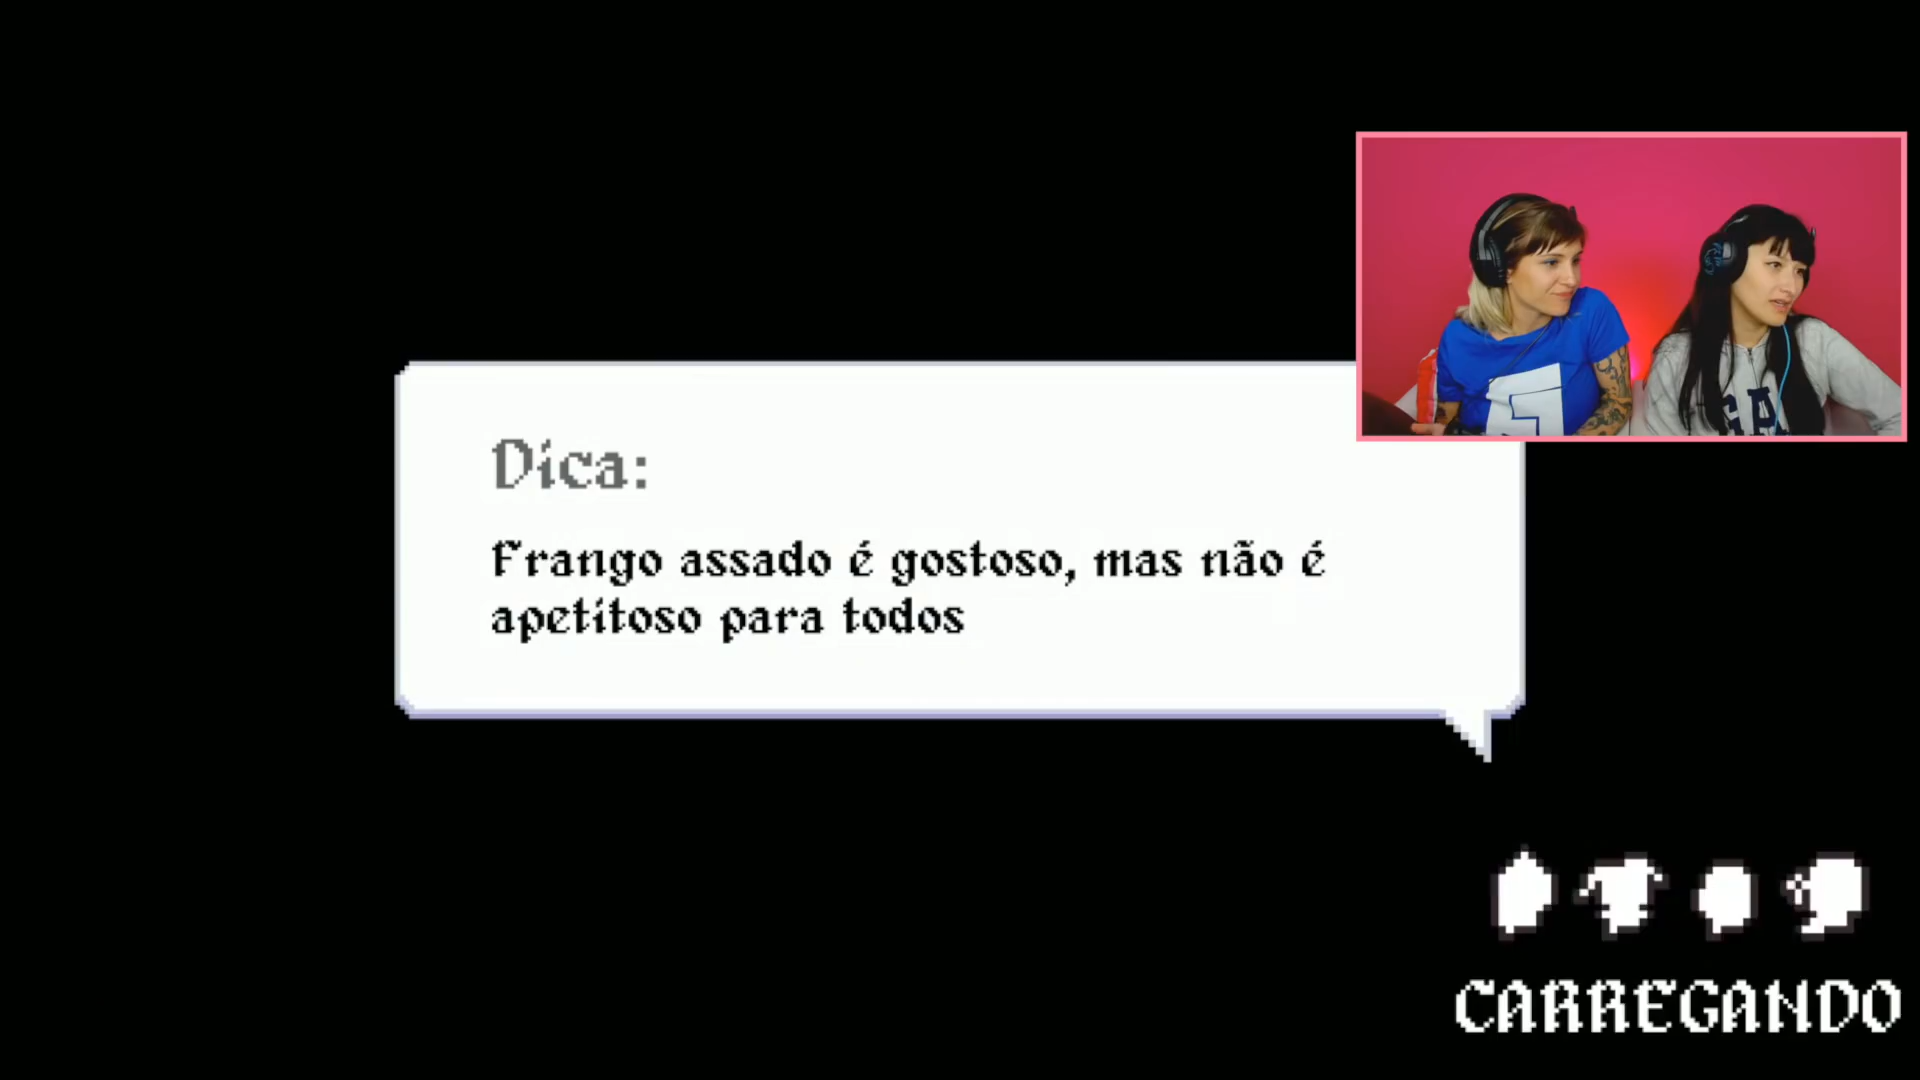 Dica:
Frango assado é gostoso, mas não é
apetitoso para todos
CARREGANDO